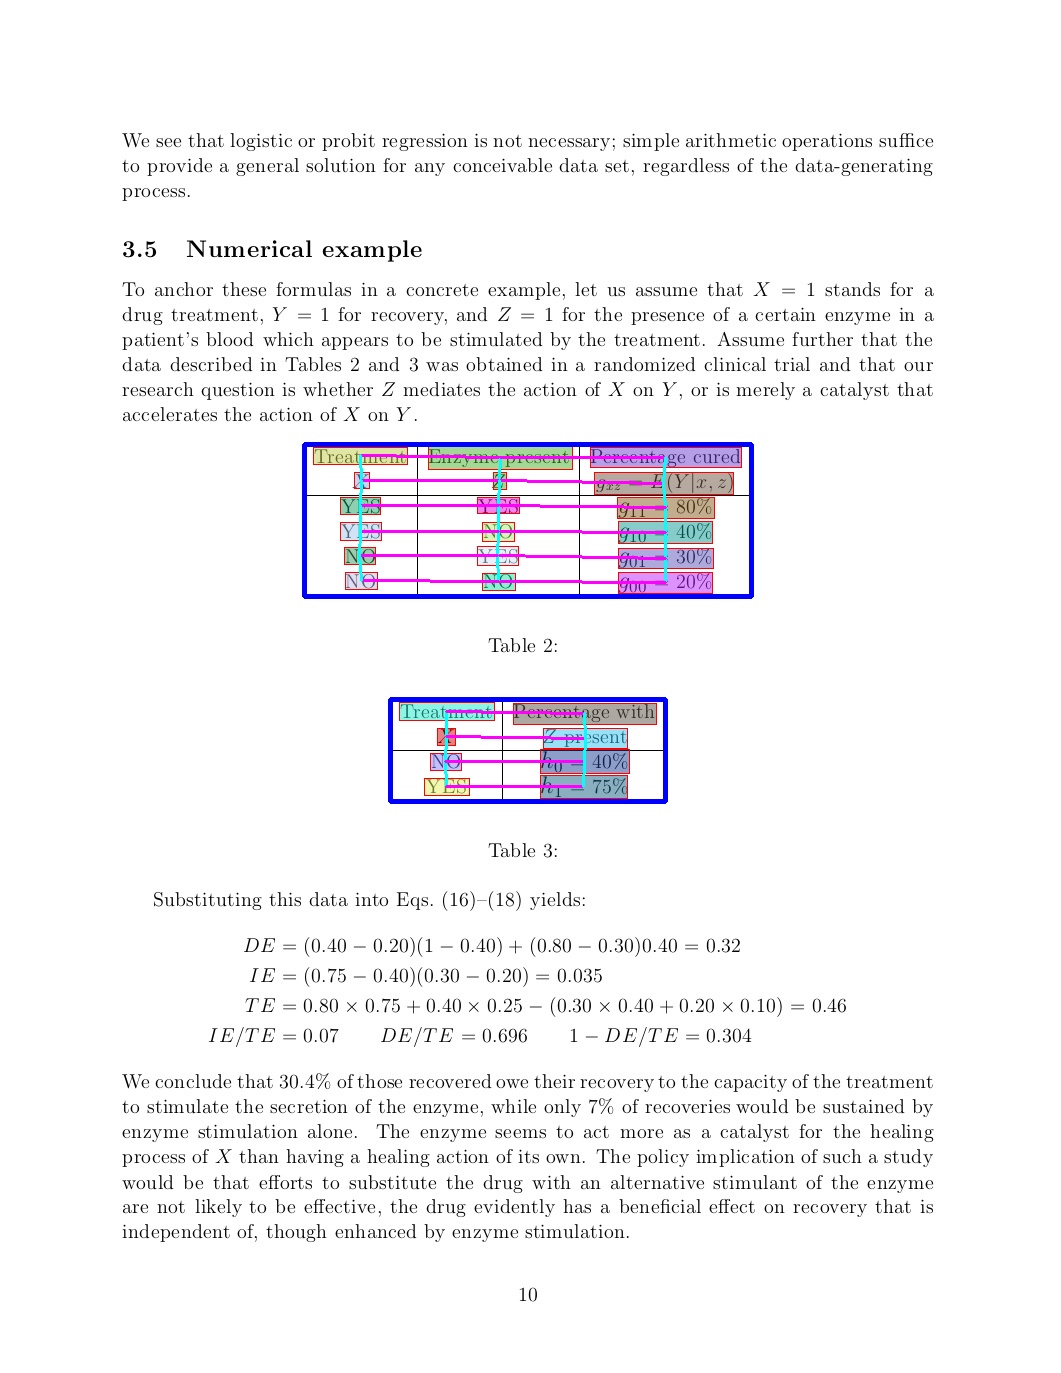 We see that logistic or probit regression is not necessary; simple arithmetic operations suffice
to provide a general solution for any conceivable data set, regardless of the data-generating
process.
3.5 Numerical example
To anchor these formulas in a concrete example, let us assume that X = 1 stands for a
drug treatment, Y = 1 for recovery, and Z = 1 for the presence of a certain enzyme in a
patient's blood which appears to be stimulated by the treatment. Assume further that the
data described in Tables 2 and 3 was obtained in a randomized clinical trial and that our
research question is whether Z mediates the action of X on Y, or is merely a catalyst that
accelerates the action of X on Y.
Treatment Enzyme present Percentage cured
X Z g_{xz} = E(Y|x, z)
YES YES g_{11} = 80%
YES NO g_{10} = 40%
NO YES g_{01} = 30%
NO NO g_{00} = 20%
Table 2:
Treatment Percentage with
X Z present
NO h_0 = 40%
YES h_1 = 75%
Table 3:
Substituting this data into Eqs. (16)–(18) yields:
DE = (0.40 − 0.20)(1 − 0.40) + (0.80 − 0.30)0.40 = 0.32
IE = (0.75 − 0.40)(0.30 − 0.20) = 0.035
TE = 0.80 × 0.75 + 0.40 × 0.25 − (0.30 × 0.40 + 0.20 × 0.10) = 0.46
IE/TE = 0.07 DE/TE = 0.696 1 − DE/TE = 0.304
We conclude that 30.4% of those recovered owe their recovery to the capacity of the treatment
to stimulate the secretion of the enzyme, while only 7% of recoveries would be sustained by
enzyme stimulation alone. The enzyme seems to act more as a catalyst for the healing
process of X than having a healing action of its own. The policy implication of such a study
would be that efforts to substitute the drug with an alternative stimulant of the enzyme
are not likely to be effective, the drug evidently has a beneficial effect on recovery that is
independent of, though enhanced by enzyme stimulation.
10